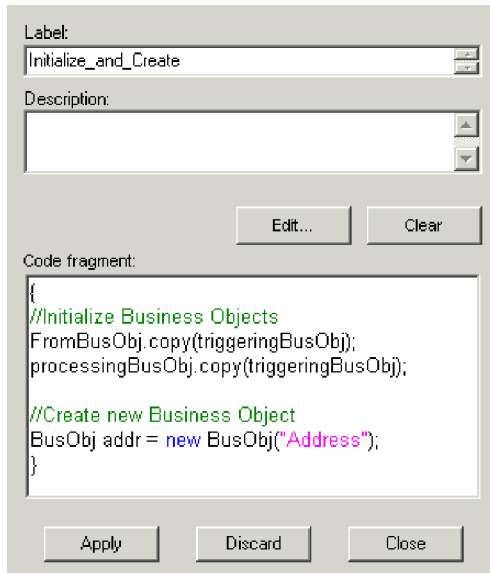 Label:
Initialize_and_Create
Description:
Edit... Clear
Code fragment:
{
//Initialize Business Objects
FromBusObj.copy(triggeringBusObj);
processingBusObj.copy(triggeringBusObj);
//Create new Business Object
BusObj addr = new BusObj("Address");
}
Apply Discard Close